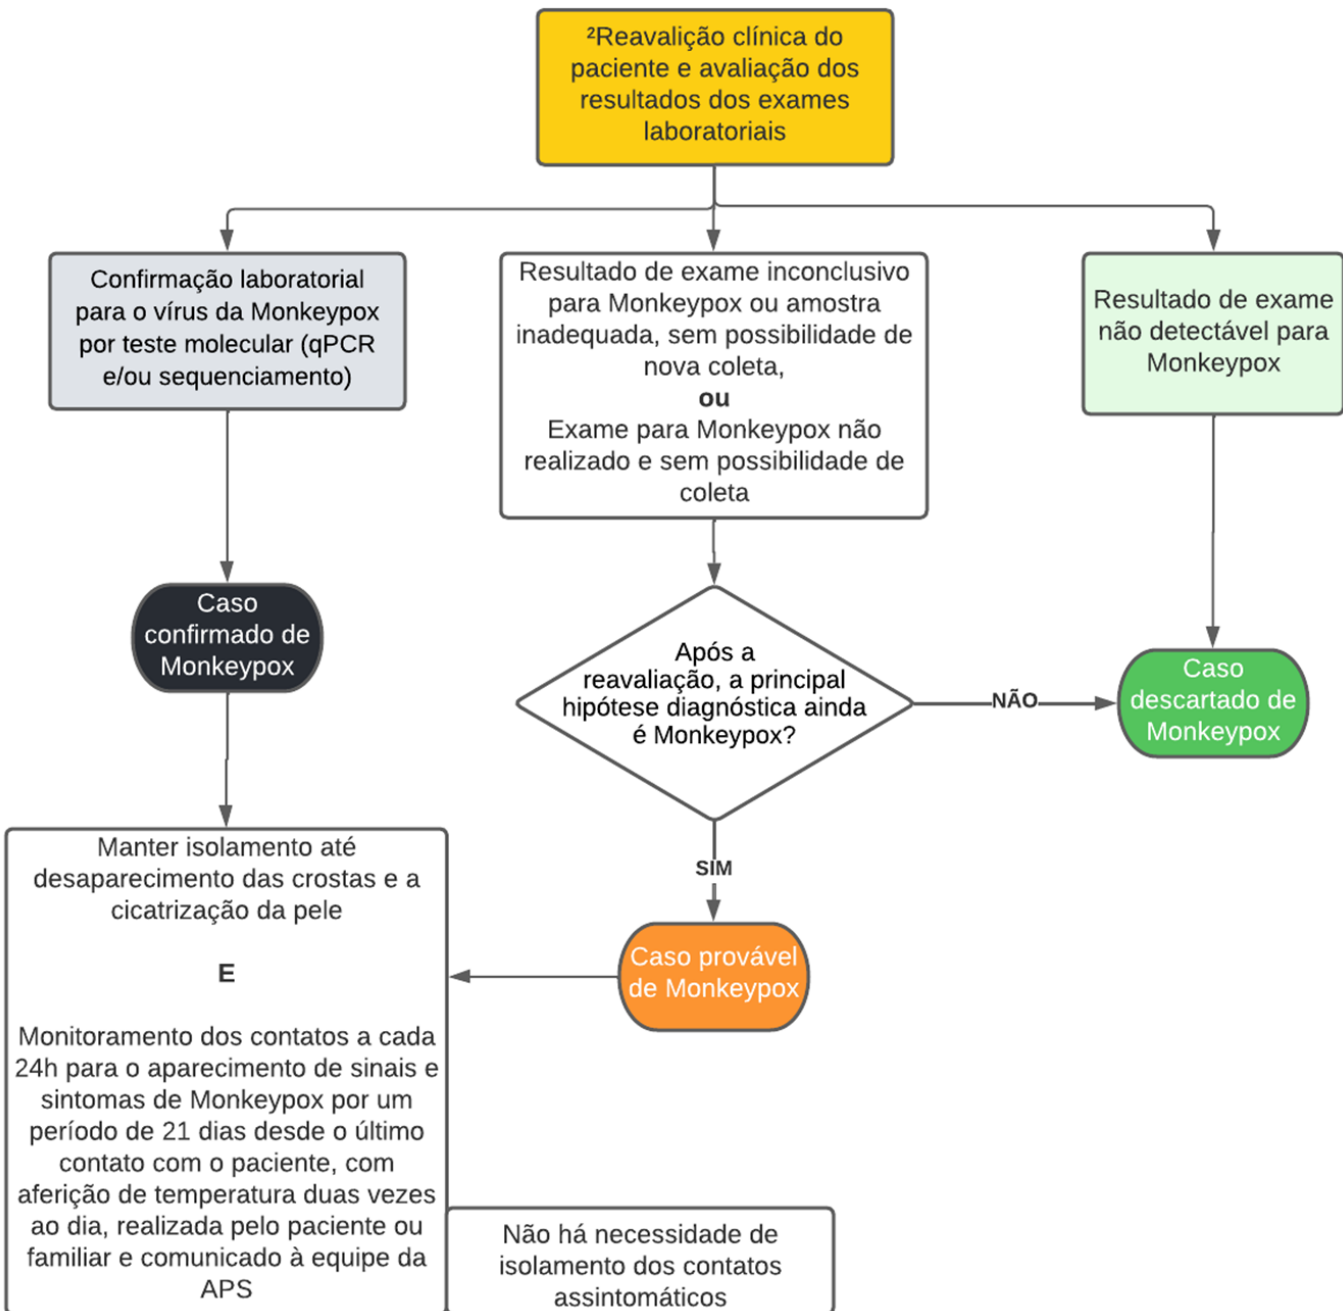 ²Reavalição clínica do
paciente e avaliação dos
resultados dos exames
laboratoriais
Confirmação laboratorial
para o vírus da Monkeypox
por teste molecular (qPCR
e/ou sequenciamento)
Resultado de exame inconclusivo
para Monkeypox ou amostra
inadequada, sem possibilidade de
nova coleta,
ou
Exame para Monkeypox não
realizado e sem possibilidade de
coleta
Resultado de exame
não detectável para
Monkeypox
Caso
confirmado de
Monkeypox
Após a
reavaliação, a principal
hipótese diagnóstica ainda
é Monkeypox?
NÃO
Caso
descartado de
Monkeypox
SIM
Caso provável
de Monkeypox
Manter isolamento até
desaparecimento das crostas e a
cicatrização da pele
E
Monitoramento dos contatos a cada
24h para o aparecimento de sinais e
sintomas de Monkeypox por um
período de 21 dias desde o último
contato com o paciente, com
aferição de temperatura duas vezes
ao dia, realizada pelo paciente ou
familiar e comunicado à equipe da
APS
Não há necessidade de
isolamento dos contatos
assintomáticos